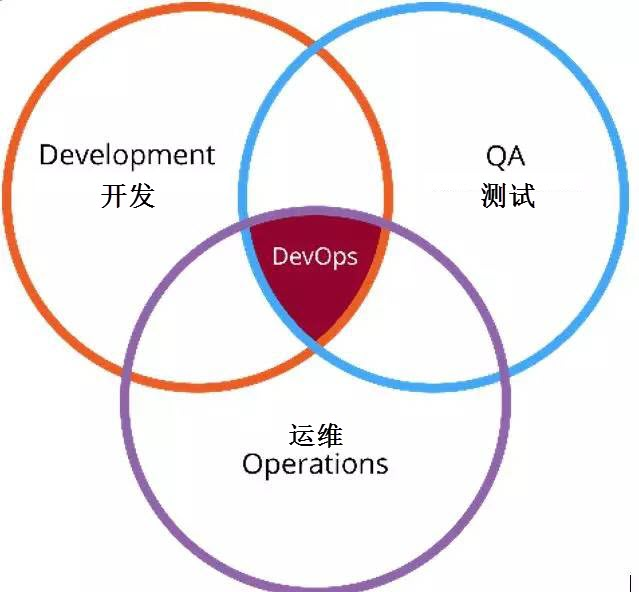 Development
开发
QA
测试
DevOps
运维
Operations